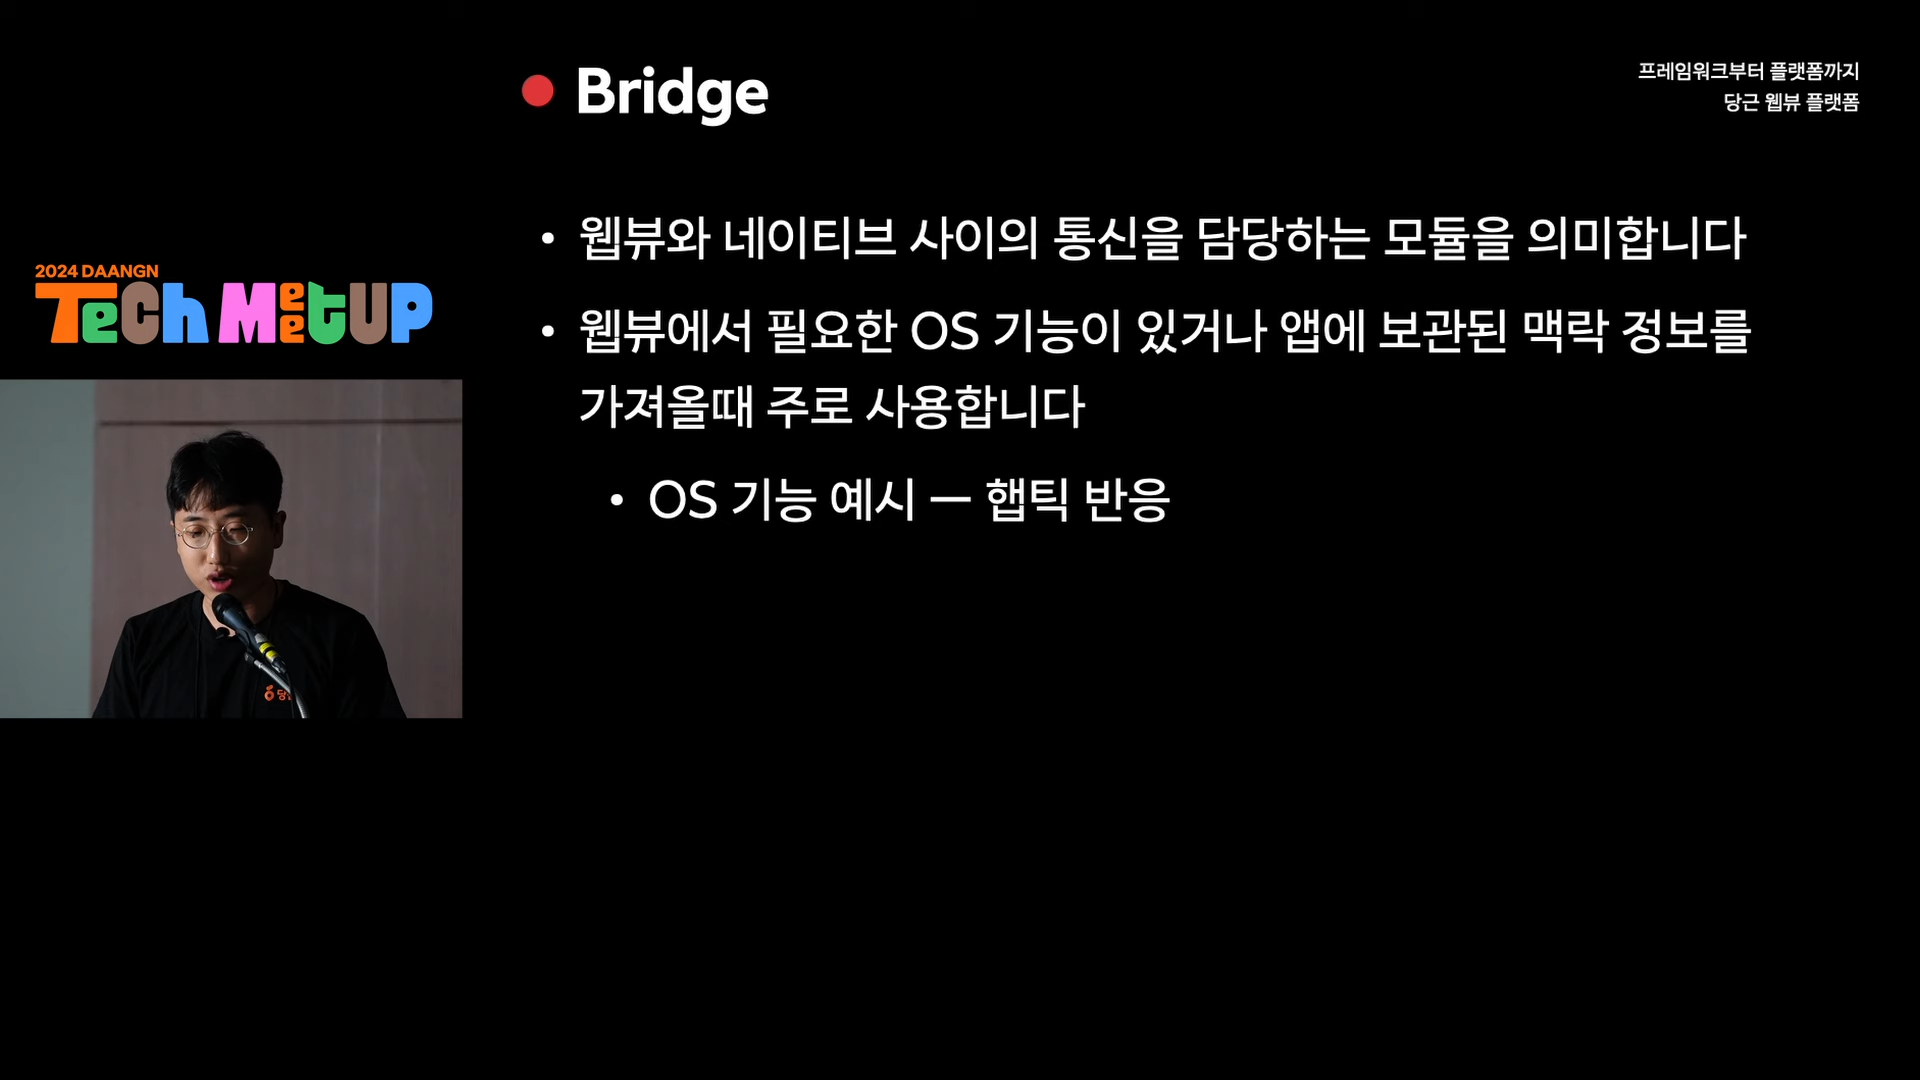 Bridge
프레임워크부터 플랫폼까지
당근 웹뷰 플랫폼
2024 DAANGN
TeCh MeetUP
• 웹뷰와 네이티브 사이의 통신을 담당하는 모듈을 의미합니다
• 웹뷰에서 필요한 OS 기능이 있거나 앱에 보관된 맥락 정보를
가져올때 주로 사용합니다
• OS 기능 예시 — 햅틱 반응